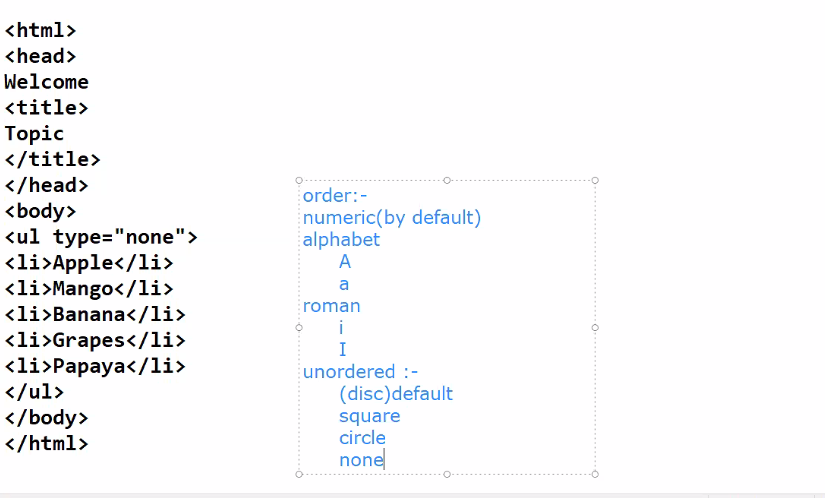 <html>
<head>
Welcome
<title>
Topic
</title>
</head>
<body>
<ul type="none">
<li>Apple</li>
<li>Mango</li>
<li>Banana</li>
<li>Grapes</li>
<li>Papaya</li>
</ul>
</body>
</html>
order:-
numeric(by default)
alphabet
A
a
roman
i
I
unordered :-
(disc)default
square
circle
none